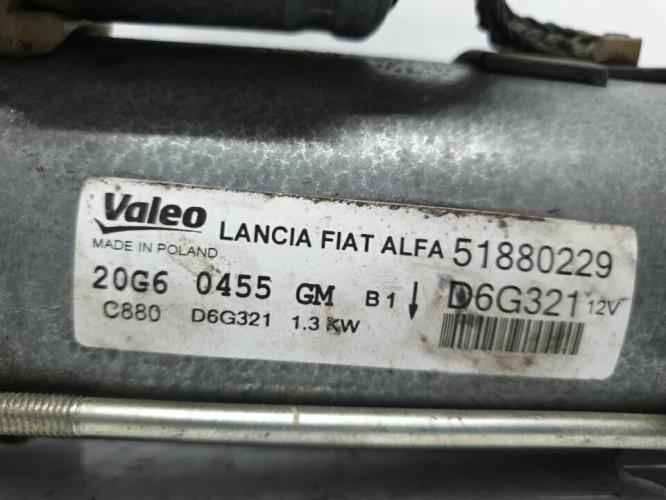 Valeo LANCIA FIAT ALFA 51880229
MADE IN POLAND
20G6 0455 GM B1 ↓ D6G321 12V
C880 D6G321 1.3 KW